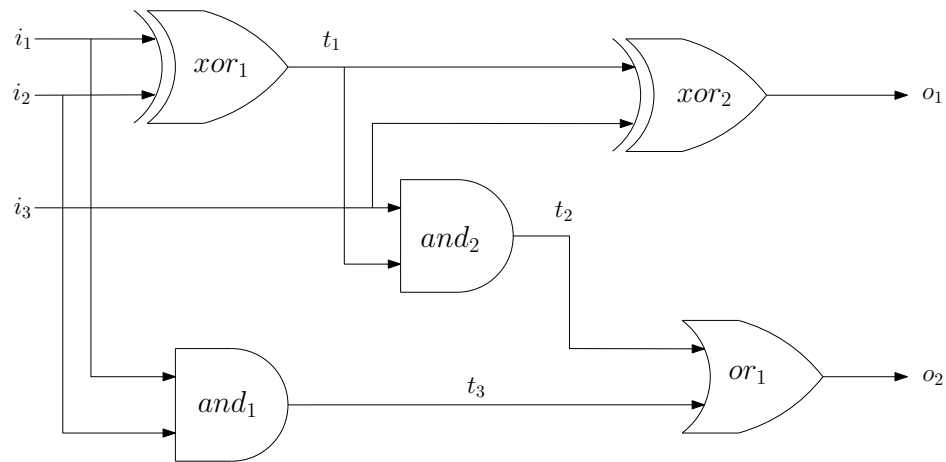 i₁
xor₁
t₁
xor₂
i₂
o₁
i₃
and₂
t₂
or₁
o₂
t₃
and₁